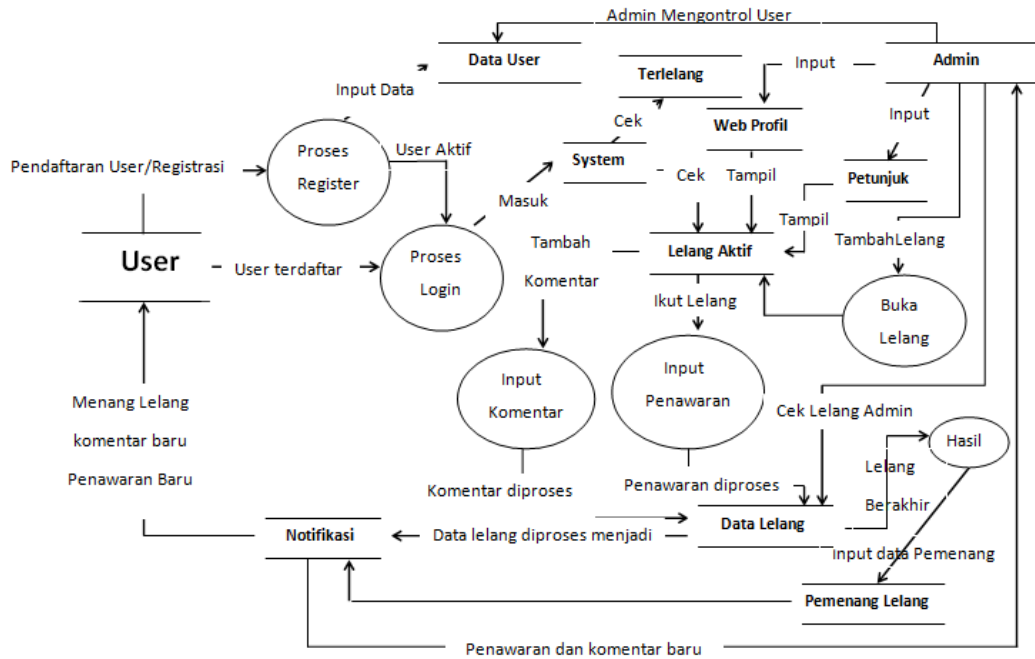 Admin Mengontrol User
Data User
Terlelang
Input
Admin
Input Data
Cek
Web Profil
Input
Pendaftaran User/Registrasi
Proses
Register
User Aktif
System
Cek
Tampil
Petunjuk
Masuk
Tampil
User
User terdaftar
Proses
Login
Tambah
Komentar
Lelang Aktif
TambahLelang
Ikut Lelang
Buka
Lelang
Input
Komentar
Input
Penawaran
Menang Lelang
komentar baru
Penawaran Baru
Cek Lelang Admin
Hasil
Lelang
Berakhir
Komentar diproses
Penawaran diproses
Notifikasi
Data lelang diproses menjadi
Data Lelang
Input data Pemenang
Pemenang Lelang
Penawaran dan komentar baru